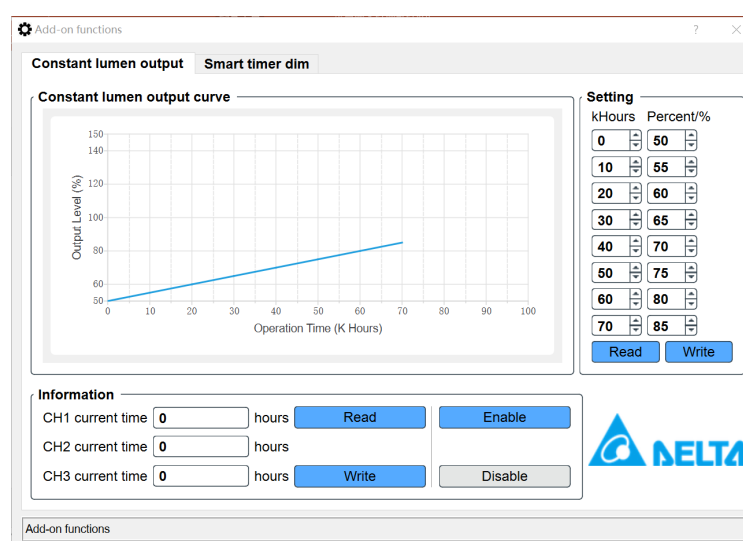 Add-on functions ? ×
Constant lumen output Smart timer dim
Constant lumen output curve
150
140
120
100
80
60
50
Output Level (%)
0 10 20 30 40 50 60 70 80 90 100
Operation Time (K Hours)
Setting
kHours Percent/%
0 50
10 55
20 60
30 65
40 70
50 75
60 80
70 85
Read Write
Information
CH1 current time 0 hours Read Enable
CH2 current time 0 hours
CH3 current time 0 hours Write Disable
DELTA
Add-on functions